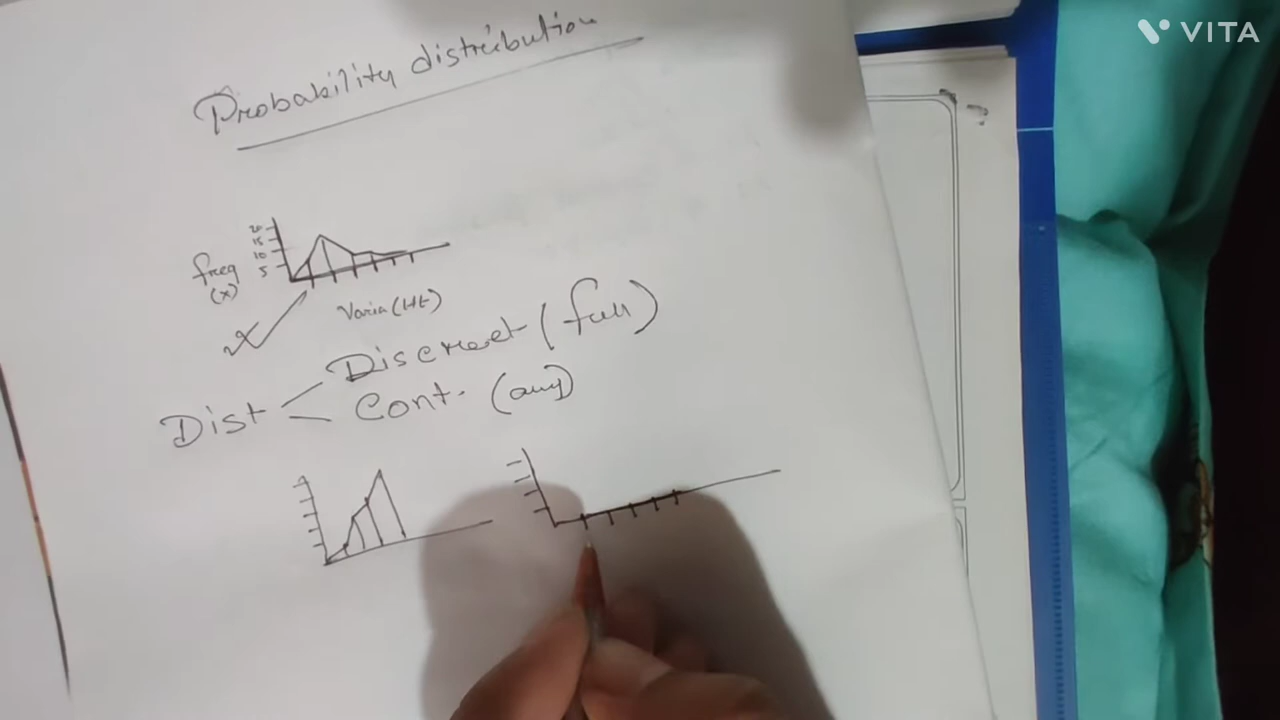 VITA
Probability distribution
20
15
10
5
freq
(x)
Varia(Ht)
Dist
Discreet (full)
Cont. (any)